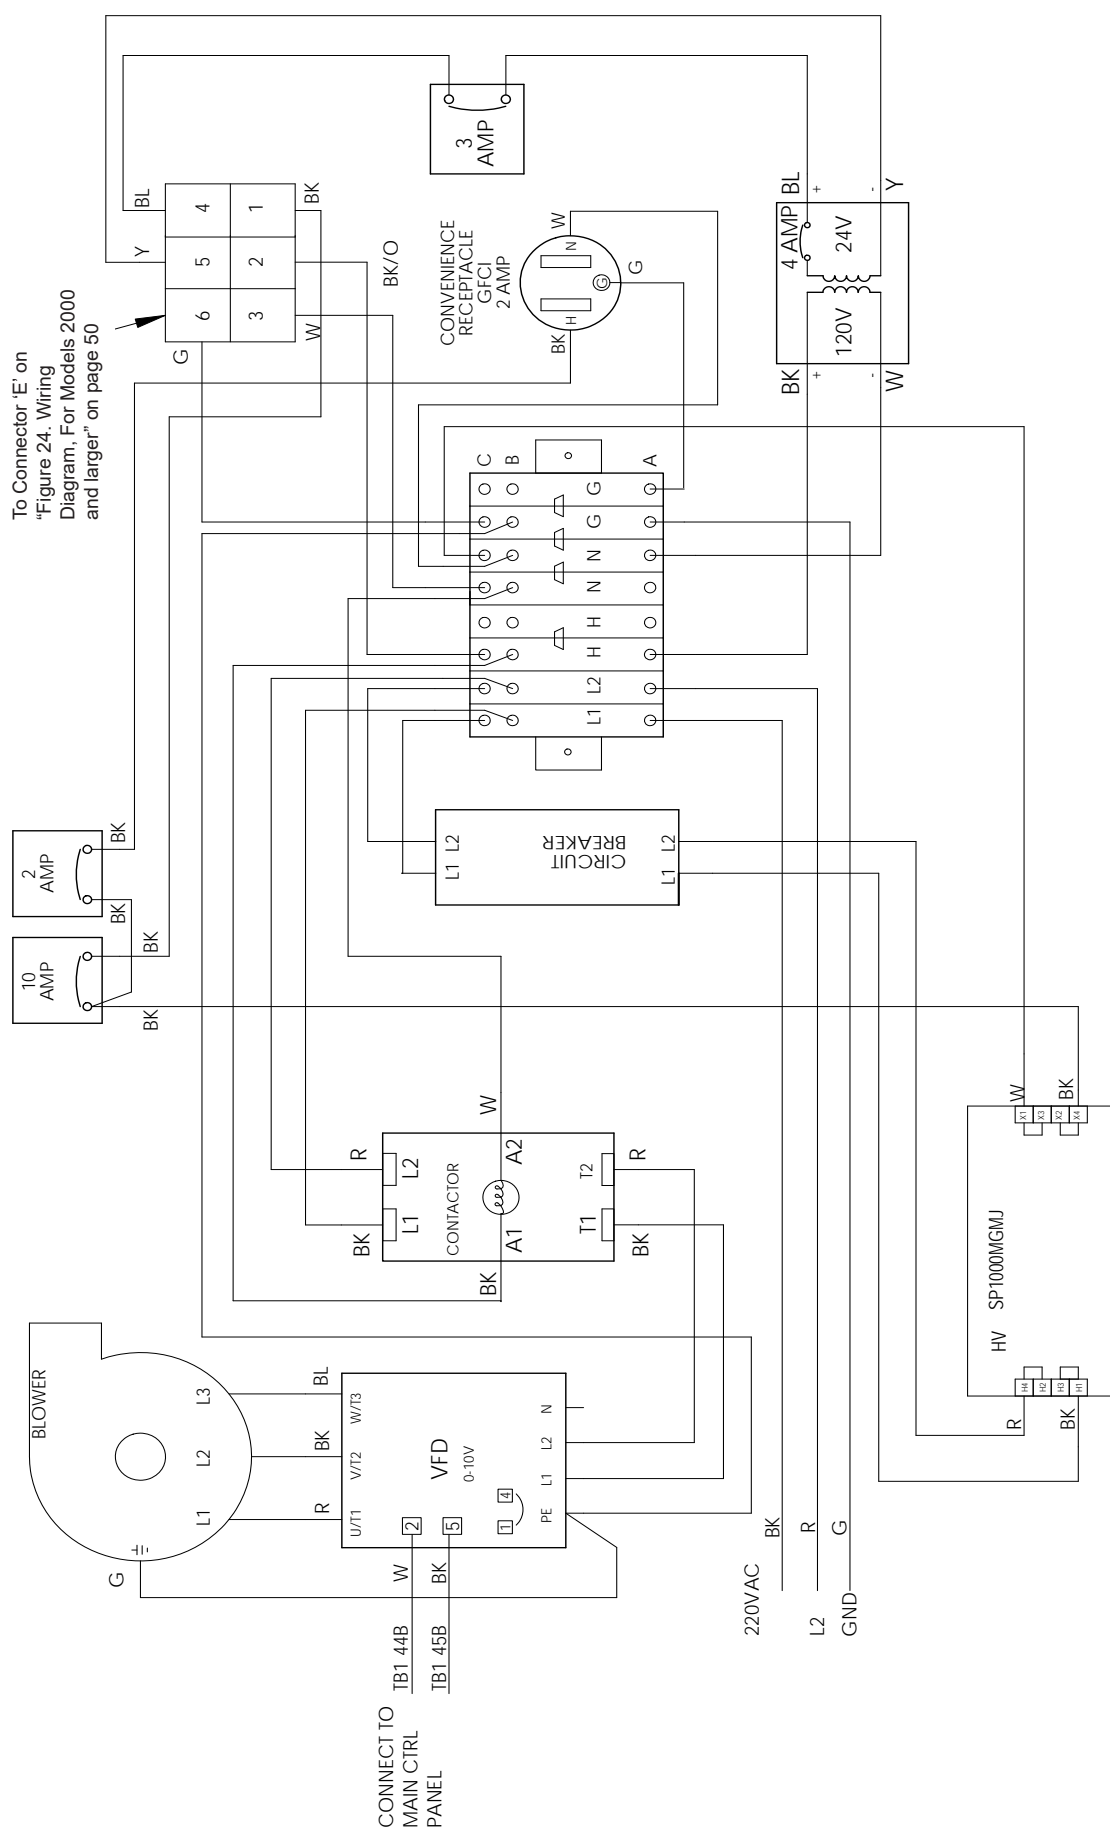 To Connector ‘E’ on
“Figure 24. Wiring
Diagram, For Models 2000
and larger” on page 50
BLOWER
L1
L2
L3
G
R
BK
BL
U/T1
V/T2
W/T3
VFD
0-10V
2
5
1
4
PE
L1
L2
N
W
BK
TB1 44B
TB1 45B
CONNECT TO
MAIN CTRL
PANEL
220VAC
L2
GND
BK
R
G
BK
R
L1
L2
CONTACTOR
A1
A2
BK
W
T1
T2
BK
R
10
AMP
2
AMP
BK
BK
BK
BK
CIRCUIT
BREAKER
L1
L2
L1
L2
C
B
A
L1
L2
H
H
N
N
G
G
6
5
4
3
2
1
G
Y
BL
W
BK
BK/O
3
AMP
CONVENIENCE
RECEPTACLE
GFCI
2 AMP
BK
H
N
W
G
G
120V
24V
4 AMP
BK
+
-
W
BL
+
-
Y
HV SP1000MGMJ
R
BK
H4
H2
H3
H1
W
BK
X1
X3
X2
X4